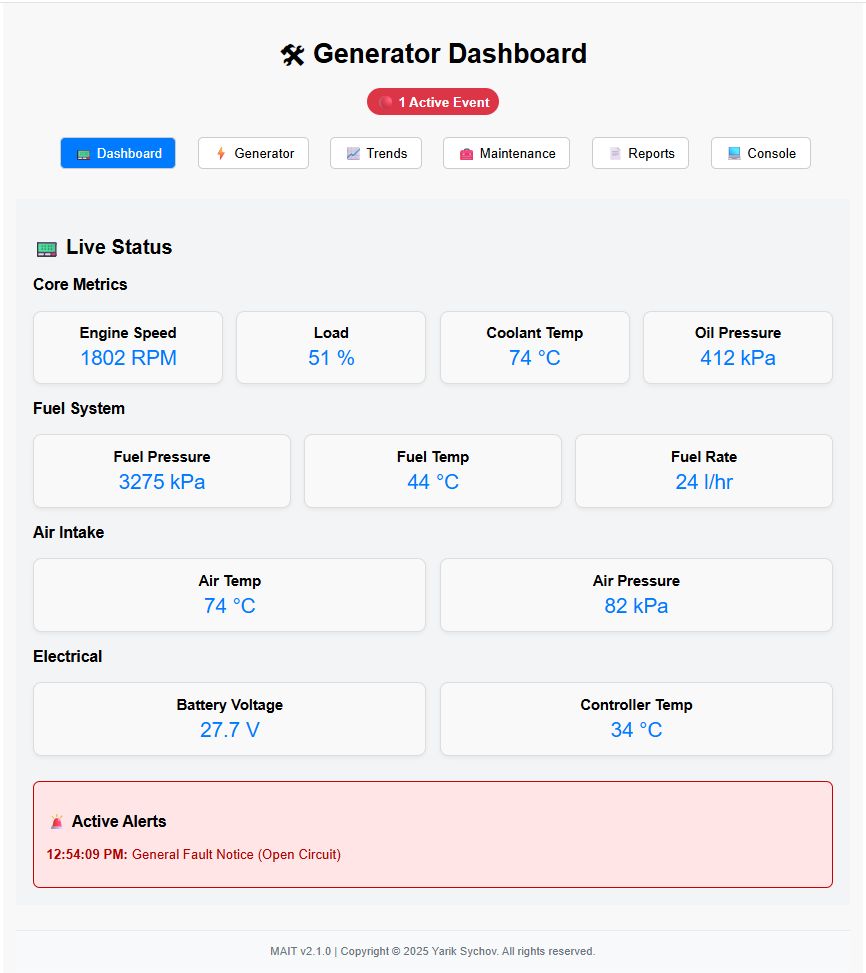 Generator Dashboard
1 Active Event
Dashboard Generator Trends Maintenance Reports Console
Live Status
Core Metrics
Engine Speed Load Coolant Temp Oil Pressure
1802 RPM 51 % 74 °C 412 kPa
Fuel System
Fuel Pressure Fuel Temp Fuel Rate
3275 kPa 44 °C 24 l/hr
Air Intake
Air Temp Air Pressure
74 °C 82 kPa
Electrical
Battery Voltage Controller Temp
27.7 V 34 °C
Active Alerts
12:54:09 PM: General Fault Notice (Open Circuit)
MAIT v2.1.0 | Copyright © 2025 Yarik Sychov. All rights reserved.